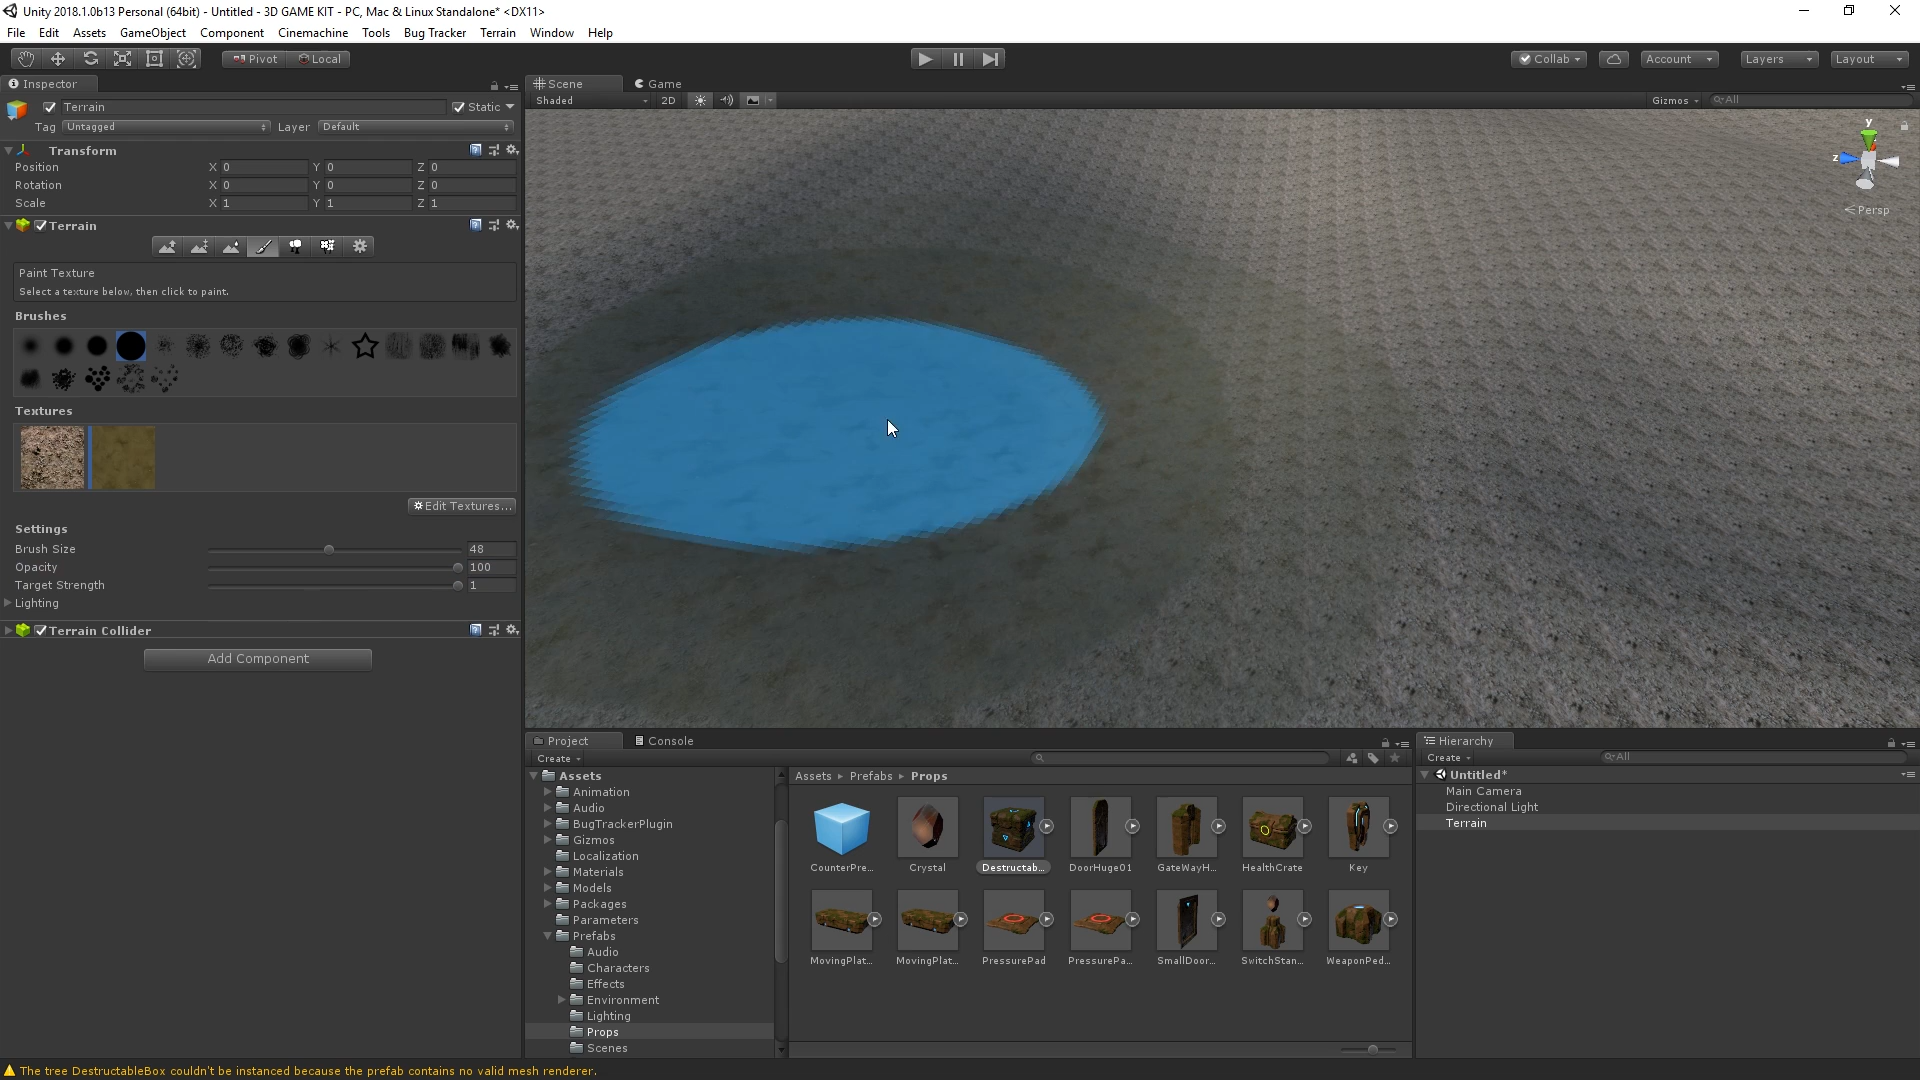 Unity 2018.1.0b13 Personal (64bit) - Untitled - 3D GAME KIT - PC, Mac & Linux Standalone* <DX11>
File Edit Assets GameObject Component Cinemachine Tools Bug Tracker Terrain Window Help
Pivot Local Collab Account Layers Layout
Inspector
Terrain Static
Tag Untagged Layer Default
Transform
Position X 0 Y 0 Z 0
Rotation X 0 Y 0 Z 0
Scale X 1 Y 1 Z 1
Terrain
Paint Texture
Select a texture below, then click to paint.
Brushes
Textures
Edit Textures...
Settings
Brush Size 48
Opacity 100
Target Strength 1
Lighting
Terrain Collider
Add Component
Scene Game
Shaded 2D Gizmos All
y
z
Persp
Project Console
Create
Assets
Animation
Audio
BugTrackerPlugin
Gizmos
Localization
Materials
Models
Packages
Parameters
Prefabs
Audio
Characters
Effects
Environment
Lighting
Props
Scenes
Assets Prefabs Props
CounterPre... Crystal Destructab... DoorHuge01 GateWayH... HealthCrate Key
MovingPlat... MovingPlat... PressurePad PressurePa... SmallDoor... SwitchStan... WeaponPed...
Hierarchy
Create All
Untitled*
Main Camera
Directional Light
Terrain
The tree DestructableBox couldn't be instanced because the prefab contains no valid mesh renderer.